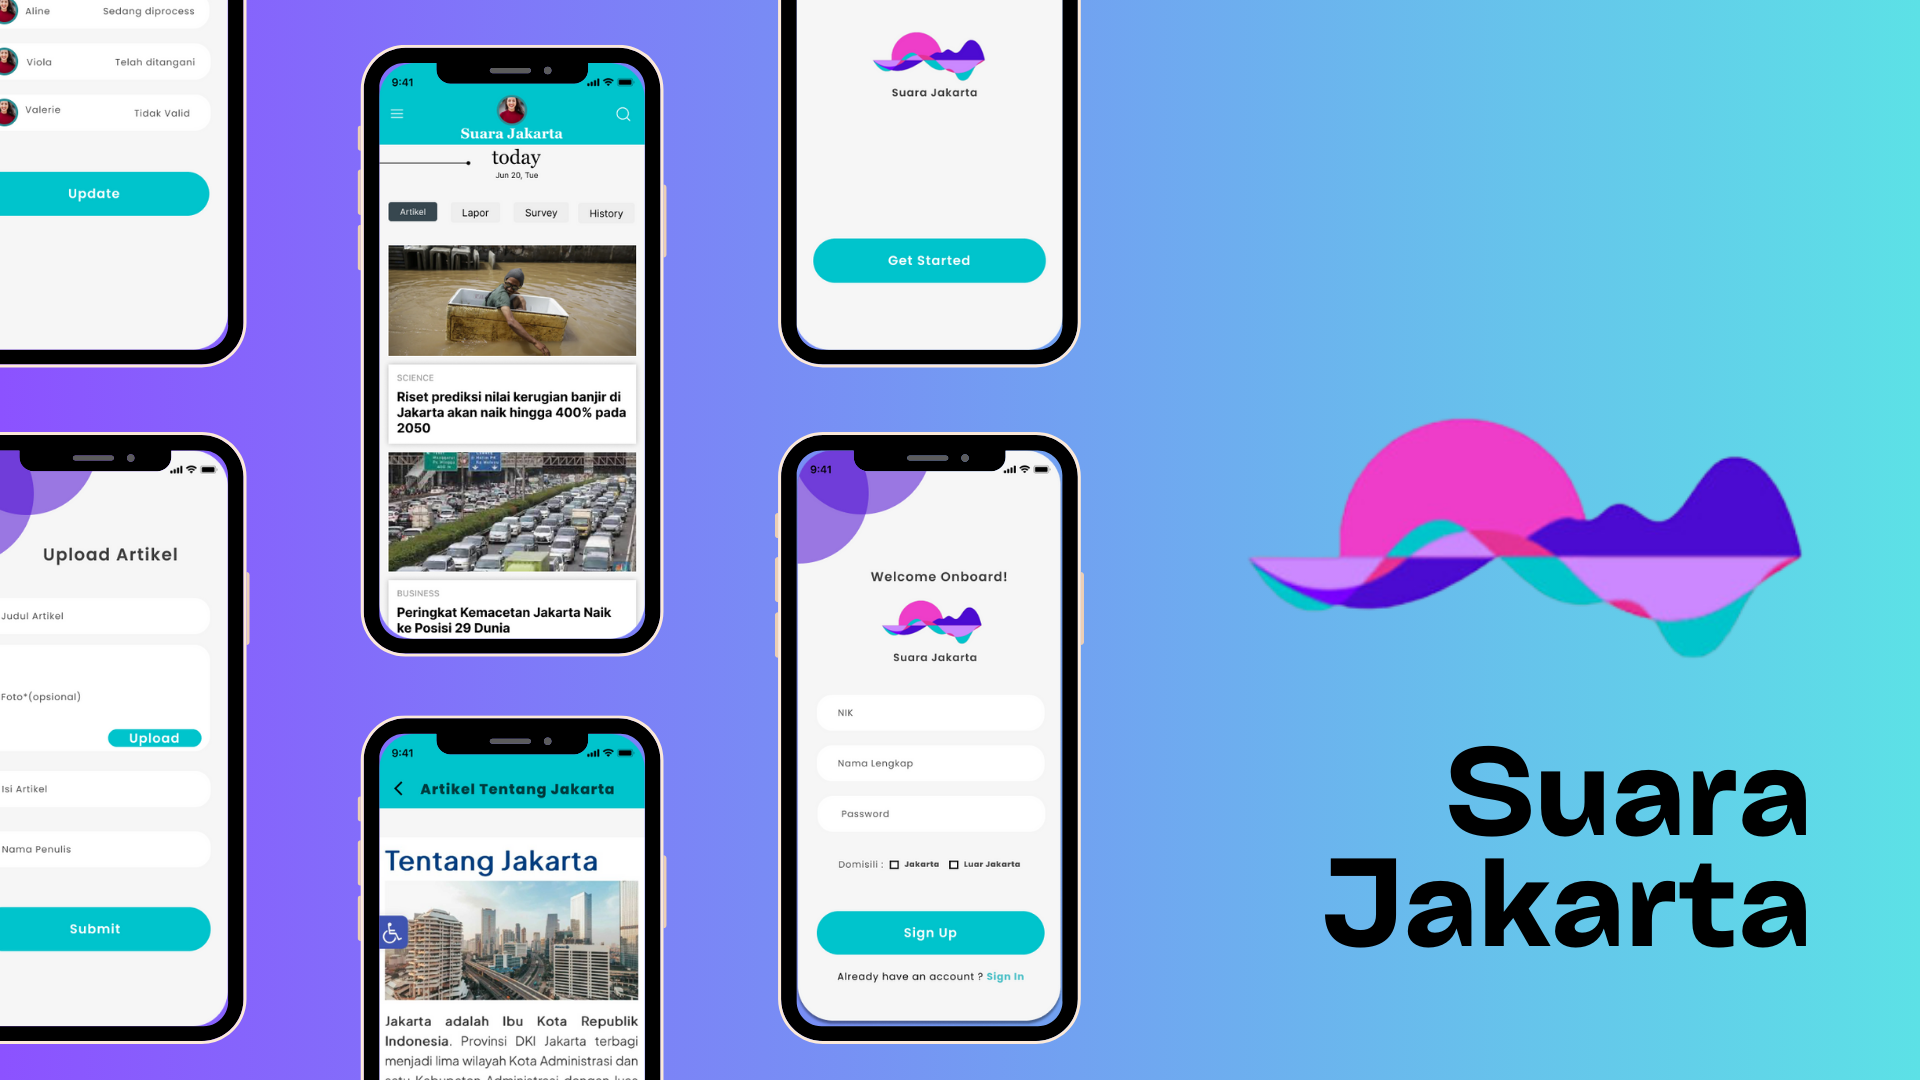 Aline Sedang diprocess
Viola Telah ditangani
Valerie Tidak Valid
Update
Upload Artikel
Judul Artikel
Foto*(opsional)
Upload
Isi Artikel
Nama Penulis
Submit
9:41
Suara Jakarta
today
Jun 20, Tue
Artikel Lapor Survey History
SCIENCE
Riset prediksi nilai kerugian banjir di
Jakarta akan naik hingga 400% pada
2050
BUSINESS
Peringkat Kemacetan Jakarta Naik
ke Posisi 29 Dunia
9:41
Artikel Tentang Jakarta
Tentang Jakarta
Jakarta adalah Ibu Kota Republik
Indonesia. Provinsi DKI Jakarta terbagi
menjadi lima wilayah Kota Administrasi dan
satu Kabupaten Administrasi dengan luas
Suara Jakarta
Get Started
9:41
Welcome Onboard!
Suara Jakarta
NIK
Nama Lengkap
Password
Domisili : Jakarta Luar Jakarta
Sign Up
Already have an account ? Sign In
Suara
Jakarta